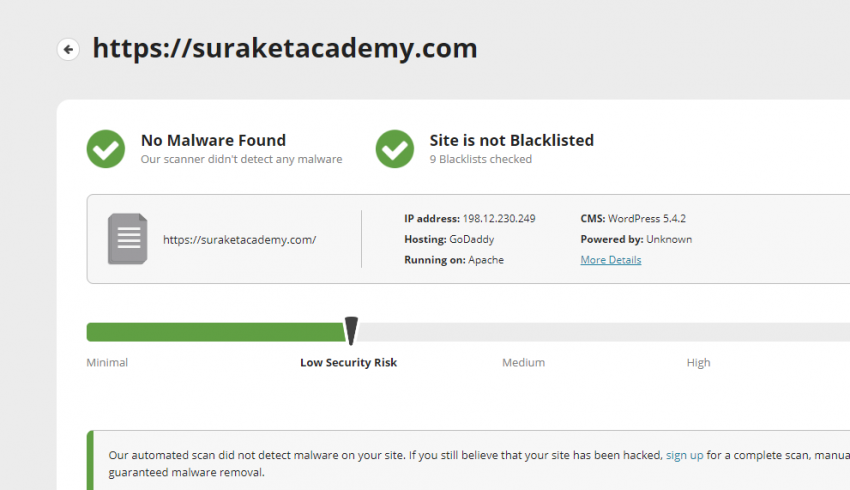 https://suraketacademy.com
No Malware Found
Our scanner didn't detect any malware
Site is not Blacklisted
9 Blacklists checked
https://suraketacademy.com/
IP address: 198.12.230.249
Hosting: GoDaddy
Running on: Apache
CMS: WordPress 5.4.2
Powered by: Unknown
More Details
Minimal
Low Security Risk
Medium
High
Our automated scan did not detect malware on your site. If you still believe that your site has been hacked, sign up for a complete scan, manua
guaranteed malware removal.